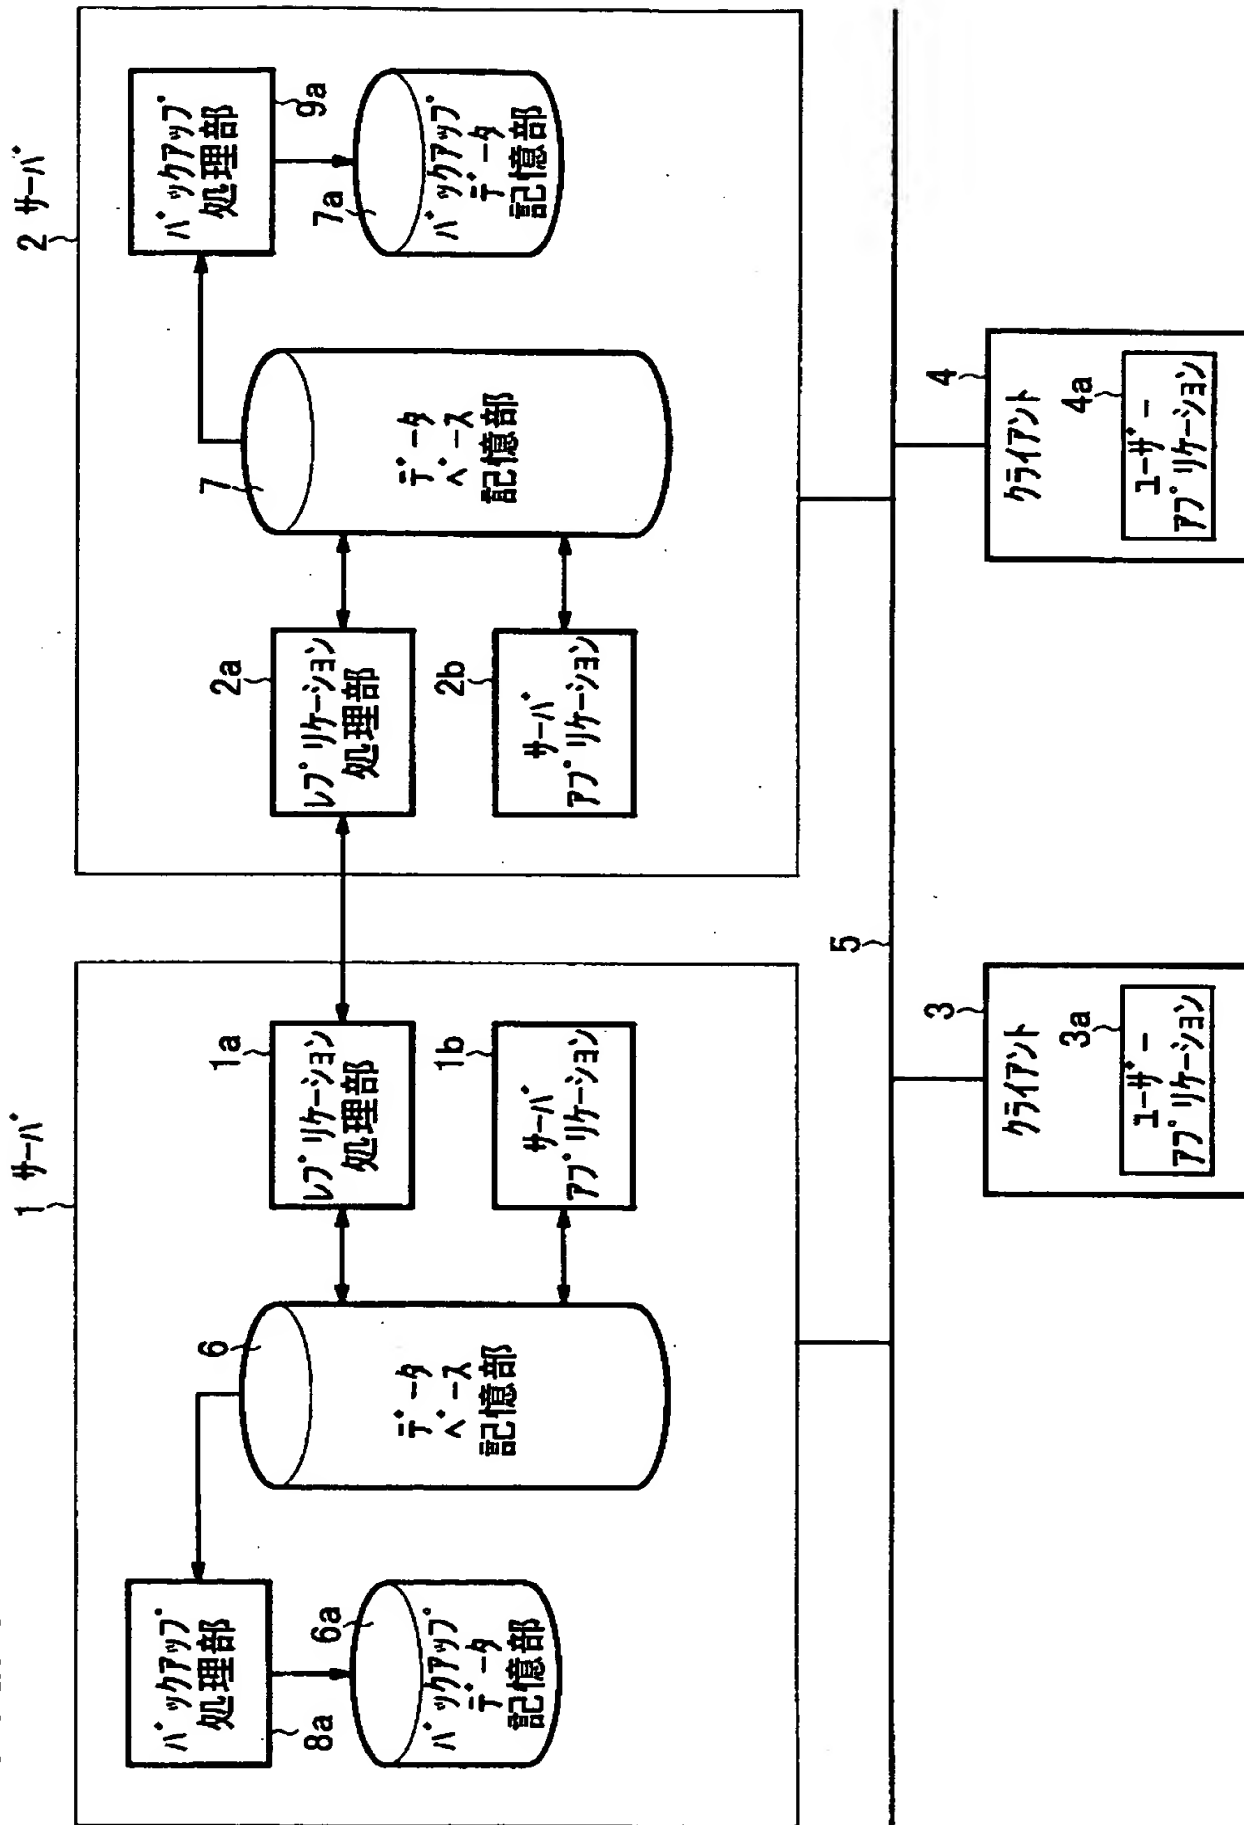 1 サーバ
バックアップ
処理部
8a
6a
バックアップ
データ
記憶部
6
データ
ベース
記憶部
1a
レプリケーション
処理部
1b
サーバ
アプリケーション
2 サーバ
2a
レプリケーション
処理部
2b
サーバ
アプリケーション
7
データ
ベース
記憶部
バックアップ
処理部
9a
7a
バックアップ
データ
記憶部
5
3
クライアント
3a
ユーザー
アプリケーション
4
クライアント
4a
ユーザー
アプリケーション